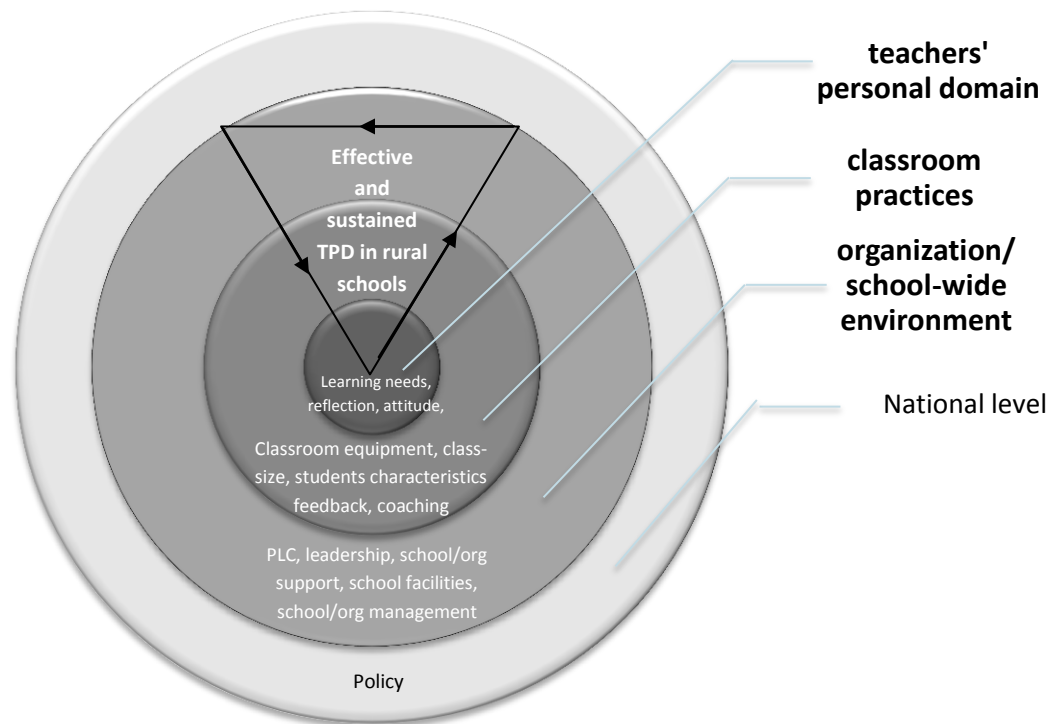 teachers'
personal domain
classroom
practices
organization/
school-wide
environment
National level
Effective
and
sustained
TPD in rural
schools
Learning needs,
reflection, attitude,
Classroom equipment, class-
size, students characteristics
feedback, coaching
PLC, leadership, school/org
support, school facilities,
school/org management
Policy